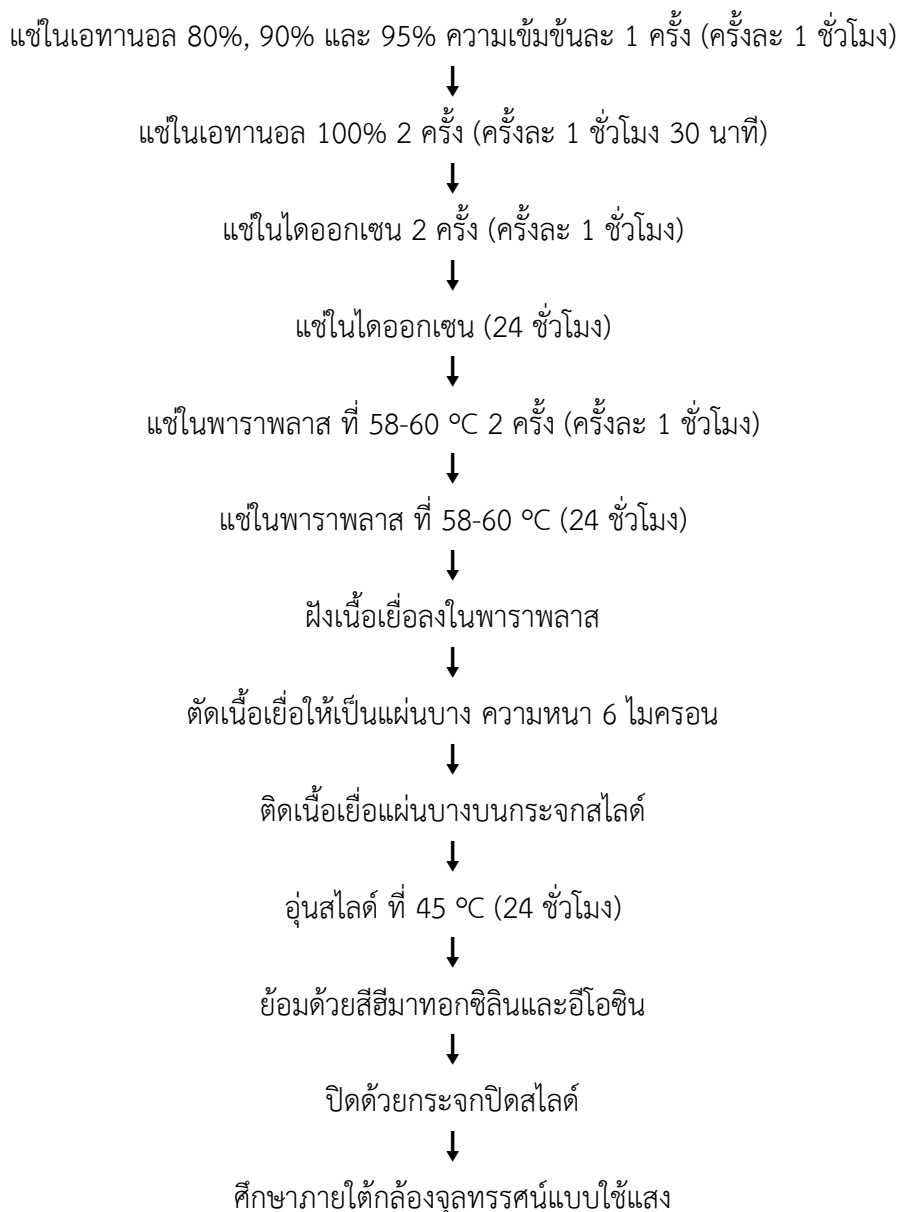 แช่ในเอทานอล 80%, 90% และ 95% ความเข้มข้นละ 1 ครั้ง (ครั้งละ 1 ชั่วโมง)
แช่ในเอทานอล 100% 2 ครั้ง (ครั้งละ 1 ชั่วโมง 30 นาที)
แช่ในไดออกเซน 2 ครั้ง (ครั้งละ 1 ชั่วโมง)
แช่ในไดออกเซน (24 ชั่วโมง)
แช่ในพาราพลาส ที่ 58-60 ºC 2 ครั้ง (ครั้งละ 1 ชั่วโมง)
แช่ในพาราพลาส ที่ 58-60 ºC (24 ชั่วโมง)
ฝังเนื้อเยื่อลงในพาราพลาส
ตัดเนื้อเยื่อให้เป็นแผ่นบาง ความหนา 6 ไมครอน
ติดเนื้อเยื่อแผ่นบางบนกระจกสไลด์
อุ่นสไลด์ ที่ 45 ºC (24 ชั่วโมง)
ย้อมด้วยสีฮีมาทอกซิลินและอีโอซิน
ปิดด้วยกระจกปิดสไลด์
ศึกษาภายใต้กล้องจุลทรรศน์แบบใช้แสง